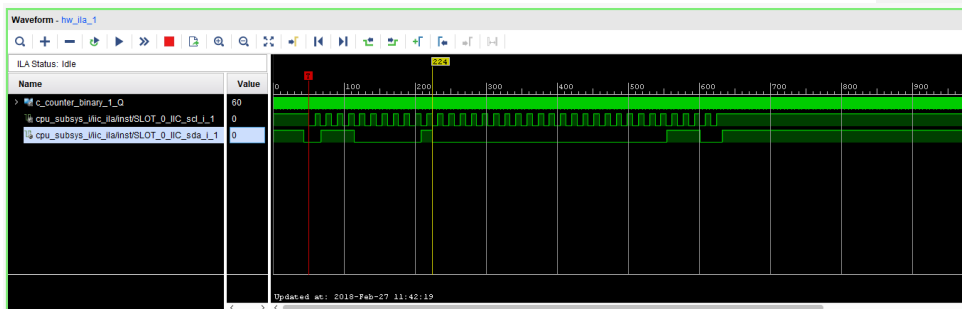 Waveform - hw_ila_1
ILA Status: Idle
Name Value
c_counter_binary_1_Q 60
cpu_subsys_i/iic_ila/inst/SLOT_0_IIC_scl_i_1 0
cpu_subsys_i/iic_ila/inst/SLOT_0_IIC_sda_i_1 0
224
0 100 200 300 400 500 600 700 800 900
Updated at: 2018-Feb-27 11:42:19